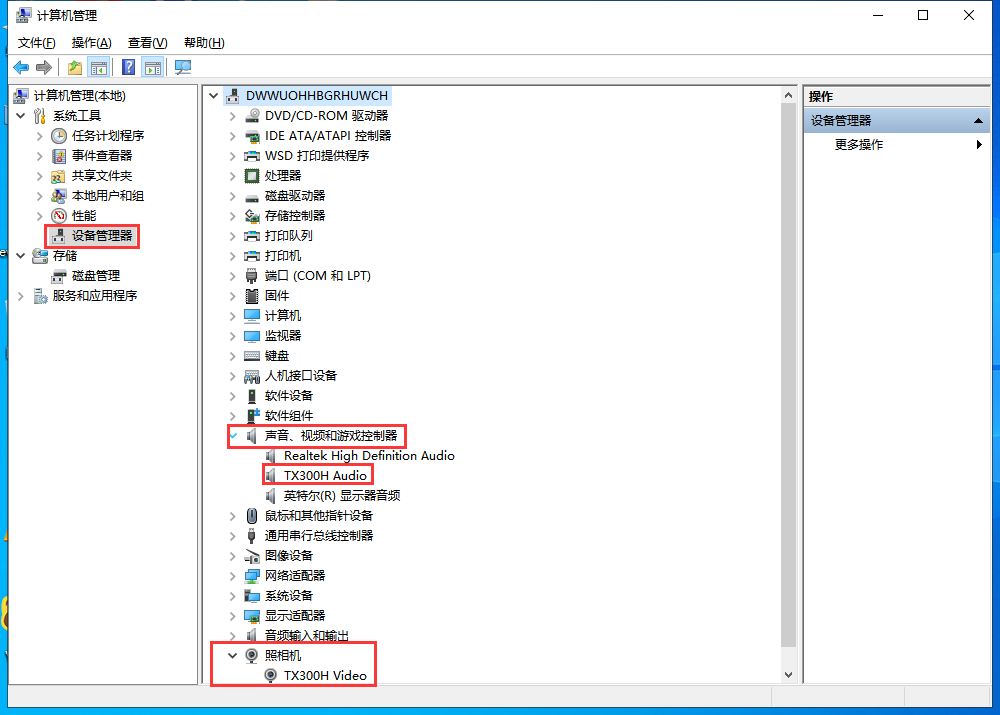 计算机管理
文件(F) 操作(A) 查看(V) 帮助(H)
计算机管理(本地)
系统工具
任务计划程序
事件查看器
共享文件夹
本地用户和组
性能
设备管理器
存储
磁盘管理
服务和应用程序
DWWUOHHBGRHUWCH
DVD/CD-ROM 驱动器
IDE ATA/ATAPI 控制器
WSD 打印提供程序
处理器
磁盘驱动器
存储控制器
打印队列
打印机
端口 (COM 和 LPT)
固件
计算机
监视器
键盘
人机接口设备
软件设备
软件组件
声音、视频和游戏控制器
Realtek High Definition Audio
TX300H Audio
英特尔(R) 显示器音频
鼠标和其他指针设备
通用串行总线控制器
图像设备
网络适配器
系统设备
显示适配器
音频输入和输出
照相机
TX300H Video
操作
设备管理器
更多操作